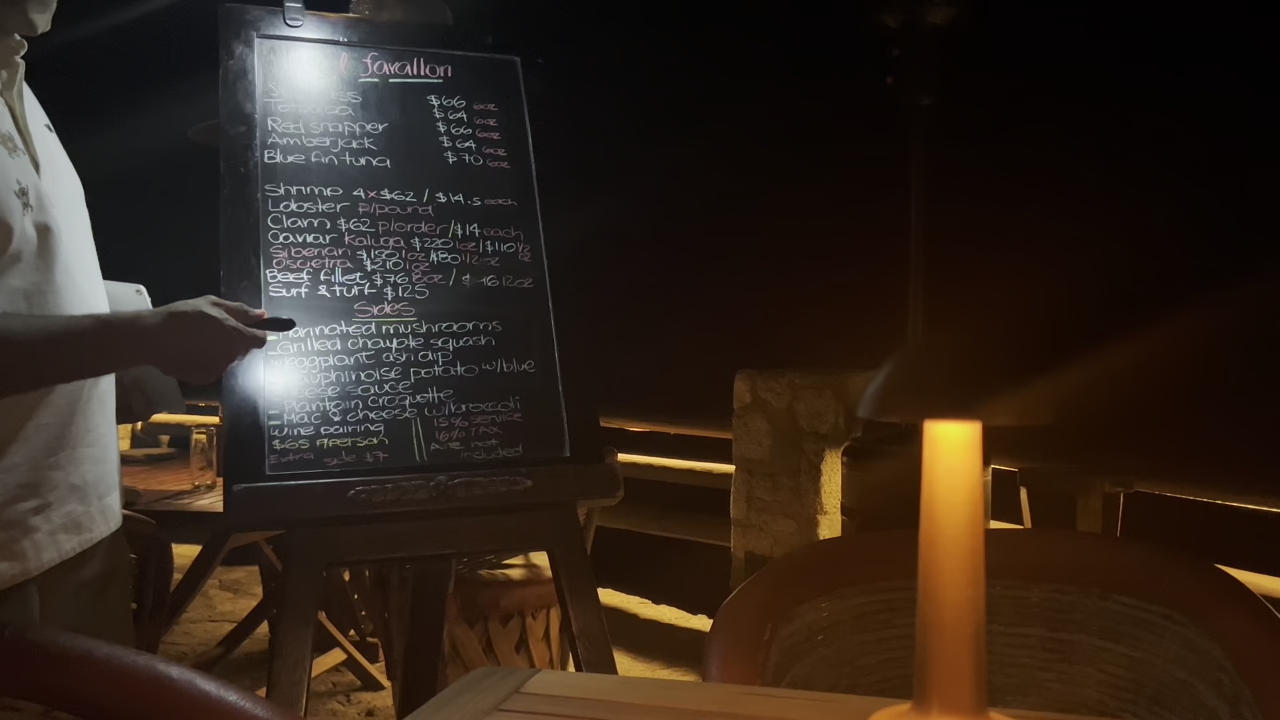 farallon
$66 6oz
Totoaba $64 6oz
Red snapper $66 6oz
Amberjack $64 6oz
Blue fin tuna $70 6oz
Shrimp 4x$62 / $14.5 each
Lobster p/pound
Clam $62 p/order/$14 each
Caviar Kaluga $220 1oz/$110 1/2 oz
Siberian $150 1oz/$80 1/2 oz
Oscietra $210 1oz
Beef fillet $76 8oz / 12oz
Surf & turf $125
Sides
Marinated mushrooms
-Grilled chayote squash
eggplant ash dip
dauphinoise potato w/blue
cheese sauce
-Plantain croquette
-Mac & cheese w/broccoli
Wine pairing
$65 p/person
Extra side $7
15% service
16% TAX
Are not
included